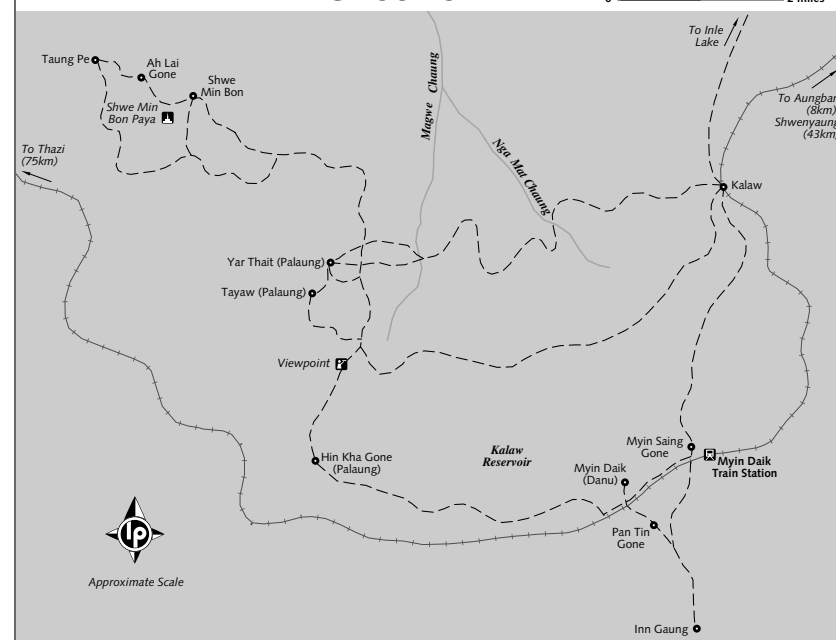 0
2 miles
To Inle
Lake
Taung Pe
Ah Lai
Gone
Shwe
Min Bon
Shwe Min
Bon Paya
To Aungban
(8km)
Shwenyaung
(43km)
To Thazi
(75km)
Magwe Chaung
Nga Mat Chaung
Kalaw
Yar Thait (Palaung)
Tayaw (Palaung)
Viewpoint
Hin Kha Gone
(Palaung)
Kalaw
Reservoir
Myin Saing
Gone
Myin Daik
Train Station
Myin Daik
(Danu)
Pan Tin
Gone
lp
Approximate Scale
Inn Gaung